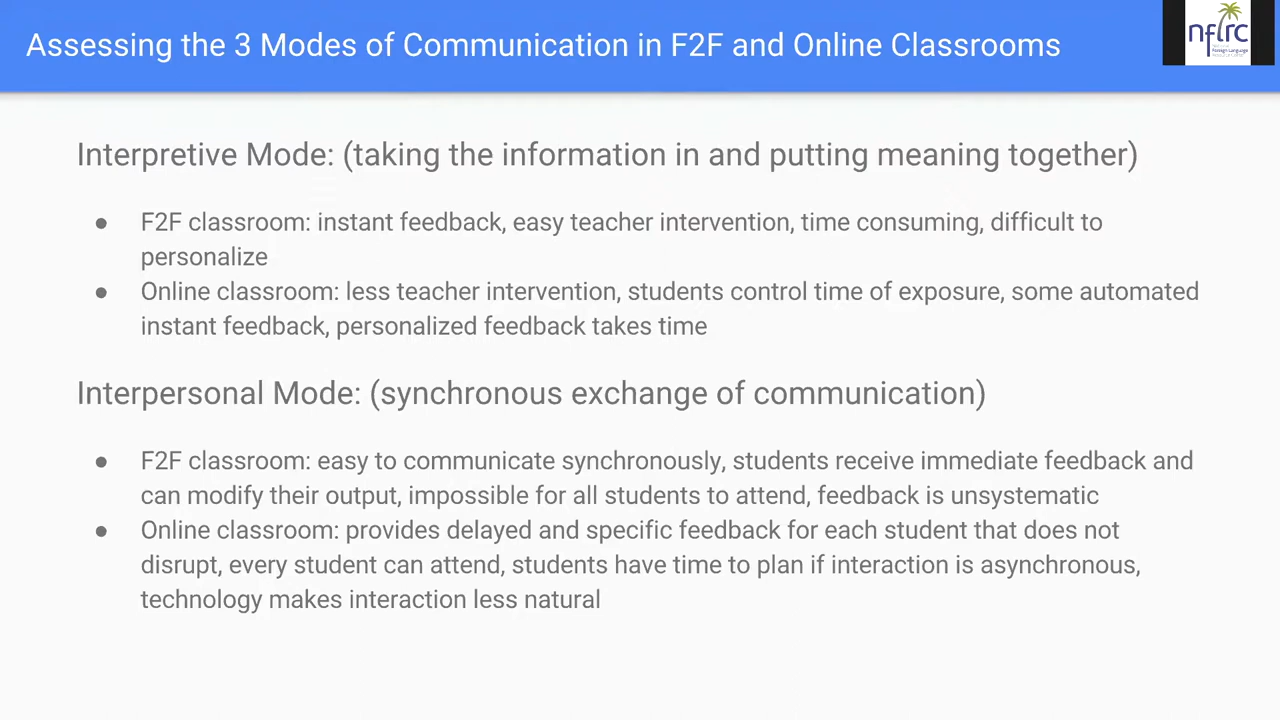 Assessing the 3 Modes of Communication in F2F and Online Classrooms
nflrc
Interpretive Mode: (taking the information in and putting meaning together)
● F2F classroom: instant feedback, easy teacher intervention, time consuming, difficult to
personalize
● Online classroom: less teacher intervention, students control time of exposure, some automated
instant feedback, personalized feedback takes time
Interpersonal Mode: (synchronous exchange of communication)
● F2F classroom: easy to communicate synchronously, students receive immediate feedback and
can modify their output, impossible for all students to attend, feedback is unsystematic
● Online classroom: provides delayed and specific feedback for each student that does not
disrupt, every student can attend, students have time to plan if interaction is asynchronous,
technology makes interaction less natural